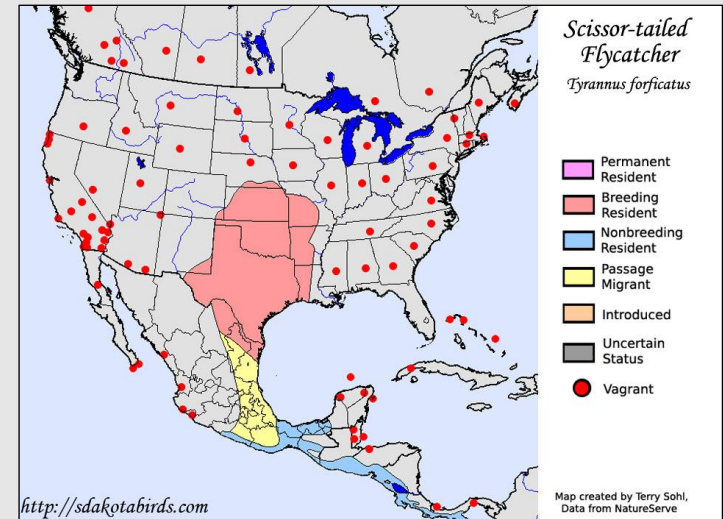 Scissor-tailed
Flycatcher
Tyrannus forficatus
Permanent
Resident
Breeding
Resident
Nonbreeding
Resident
Passage
Migrant
Introduced
Uncertain
Status
Vagrant
http://sdakotabirds.com
Map created by Terry Sohl,
Data from NatureServe